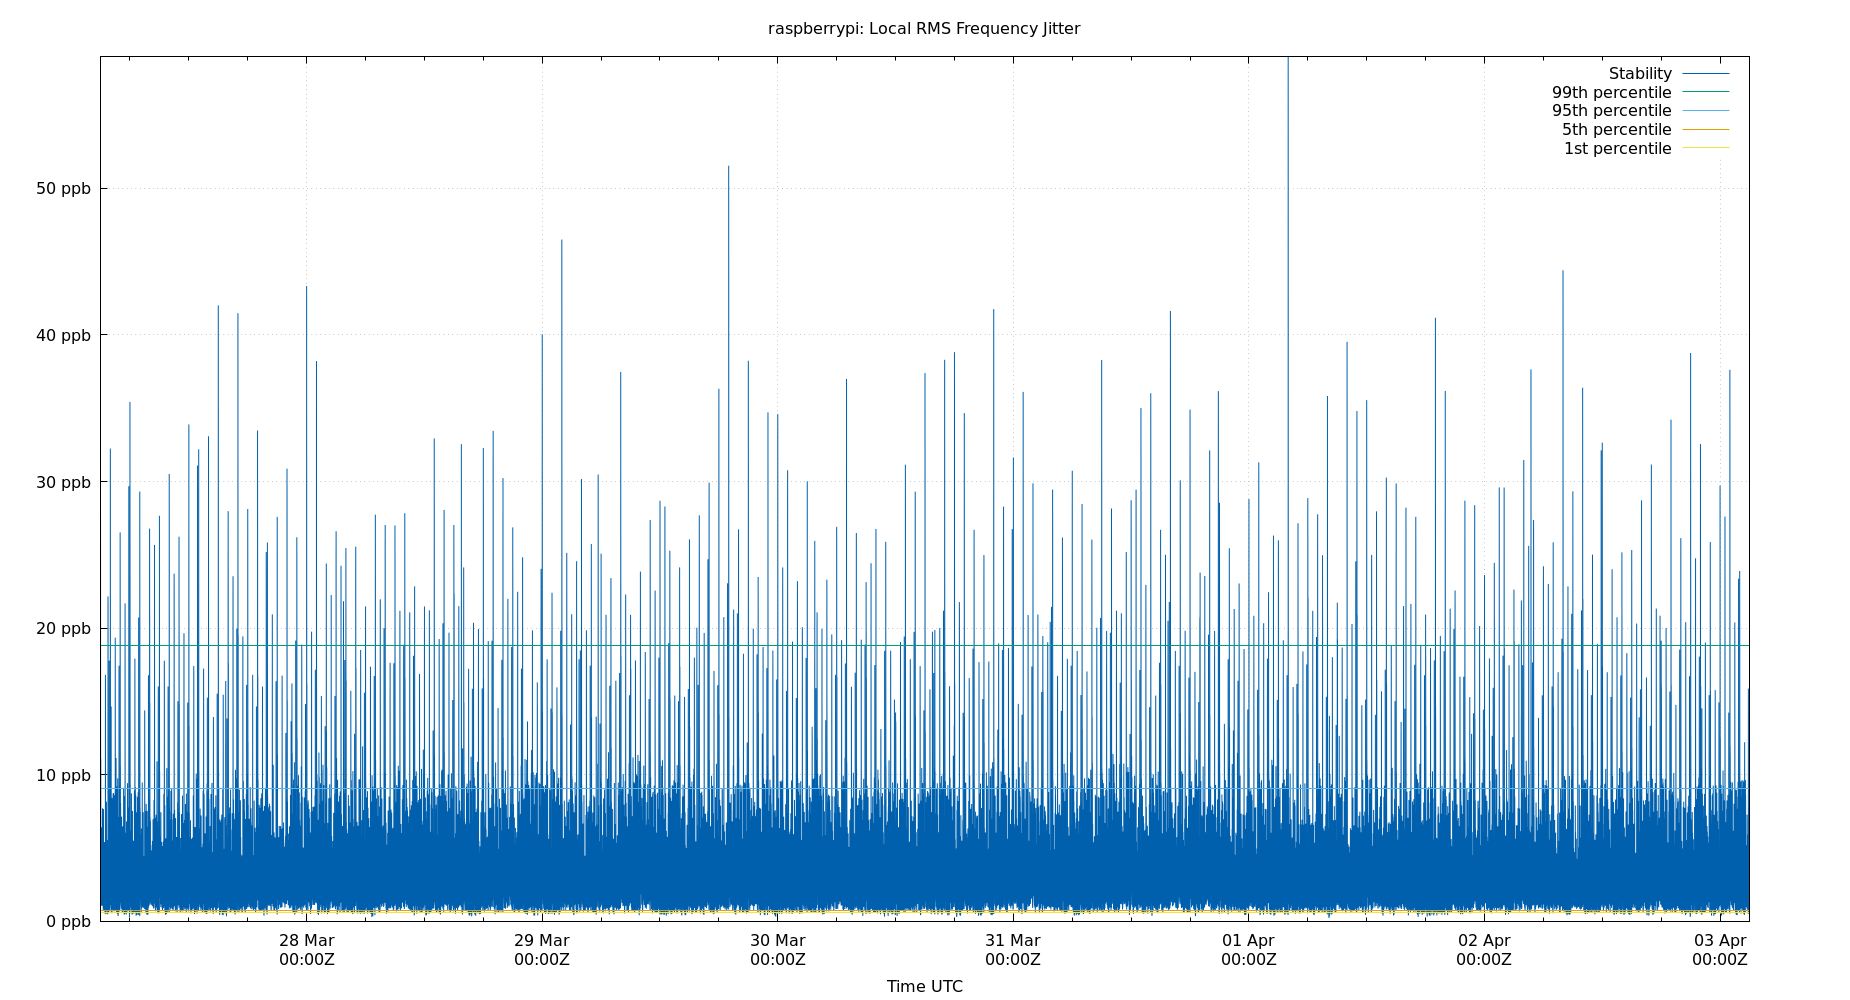 raspberrypi: Local RMS Frequency Jitter
Stability
99th percentile
95th percentile
5th percentile
1st percentile
50 ppb
40 ppb
30 ppb
20 ppb
10 ppb
0 ppb
28 Mar 29 Mar 30 Mar 31 Mar 01 Apr 02 Apr 03 Apr
00:00Z 00:00Z 00:00Z 00:00Z 00:00Z 00:00Z 00:00Z
Time UTC